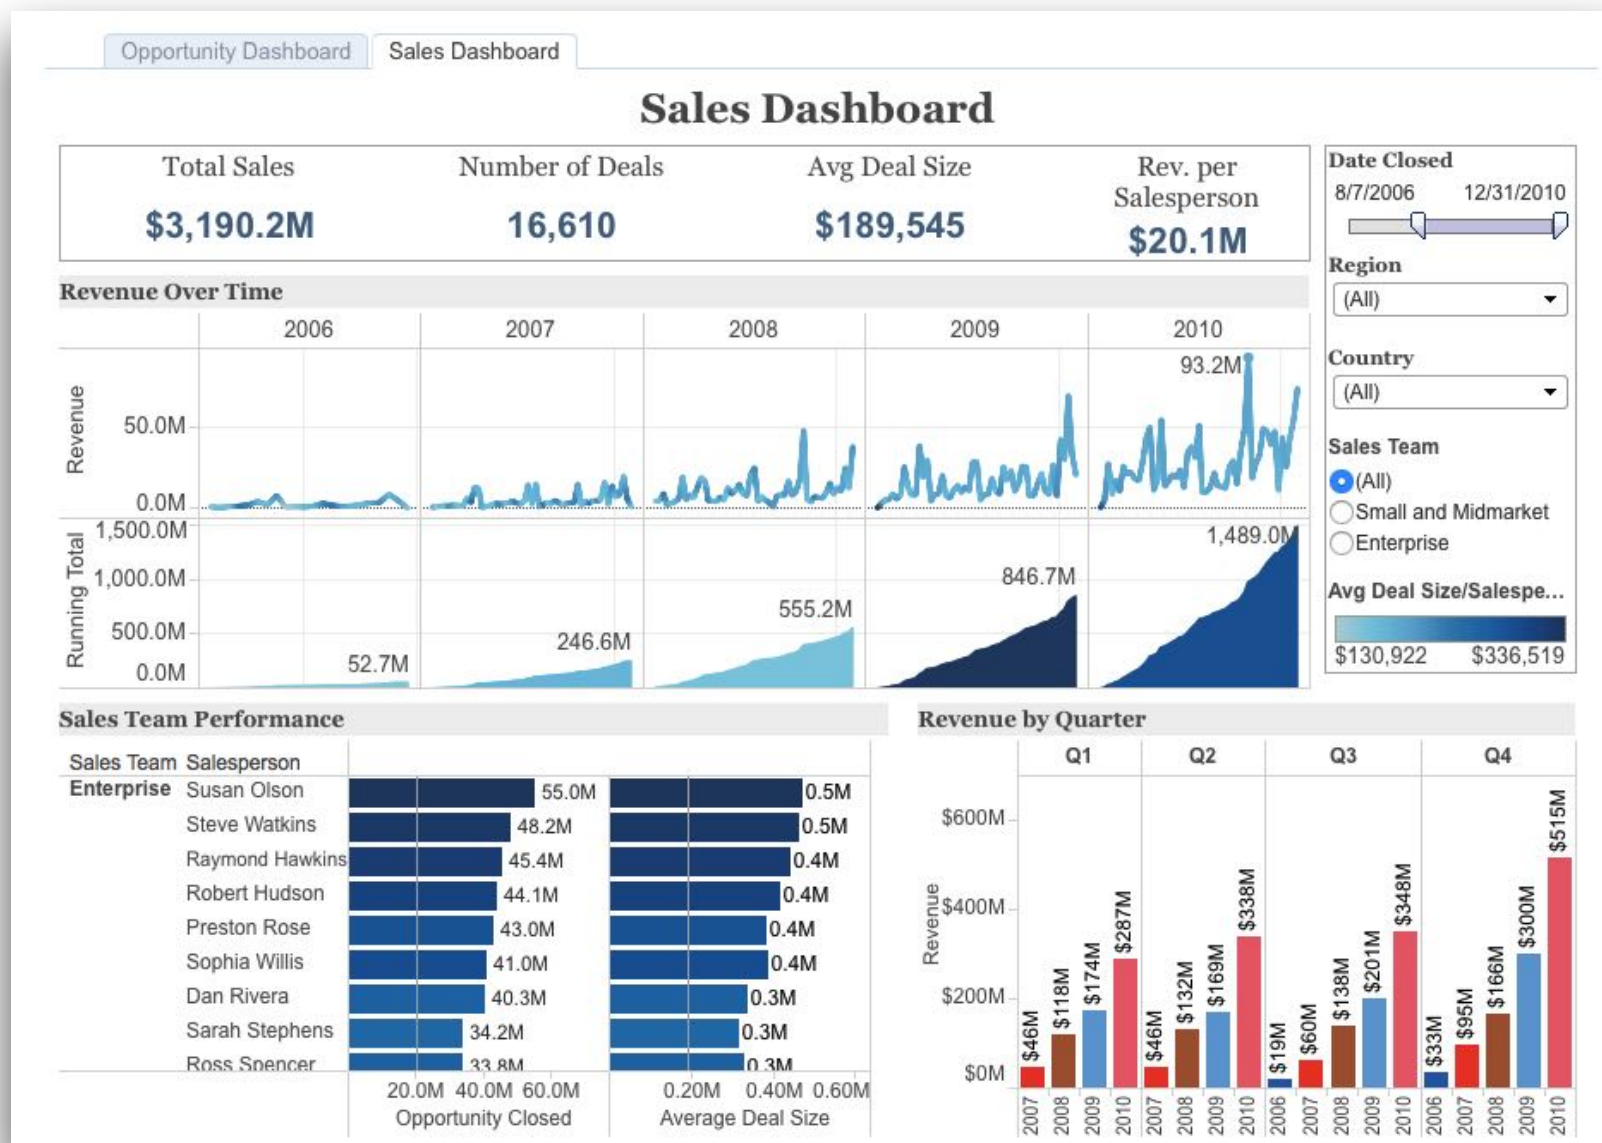 Opportunity Dashboard Sales Dashboard
Sales Dashboard
Total Sales Number of Deals Avg Deal Size Rev. per Salesperson
$3,190.2M 16,610 $189,545 $20.1M
Date Closed
8/7/2006 12/31/2010
Region
(All)
Country
(All)
Sales Team
(All)
Small and Midmarket
Enterprise
Avg Deal Size/Salespe...
$130,922 $336,519
Revenue Over Time
2006 2007 2008 2009 2010
Revenue
50.0M
0.0M
93.2M
Running Total
1,500.0M
1,000.0M
500.0M
0.0M
52.7M 246.6M 555.2M 846.7M 1,489.0M
Sales Team Performance
Sales Team Salesperson
Enterprise Susan Olson 55.0M 0.5M
Steve Watkins 48.2M 0.5M
Raymond Hawkins 45.4M 0.4M
Robert Hudson 44.1M 0.4M
Preston Rose 43.0M 0.4M
Sophia Willis 41.0M 0.4M
Dan Rivera 40.3M 0.3M
Sarah Stephens 34.2M 0.3M
Ross Spencer 33.8M 0.3M
20.0M 40.0M 60.0M 0.20M 0.40M 0.60M
Opportunity Closed Average Deal Size
Revenue by Quarter
Q1 Q2 Q3 Q4
Revenue
$600M
$400M
$200M
$0M
$46M $118M $174M $287M $46M $132M $169M $338M $19M $60M $138M $201M $348M $33M $95M $166M $300M $515M
2007 2008 2009 2010 2007 2008 2009 2010 2006 2007 2008 2009 2010 2006 2007 2008 2009 2010